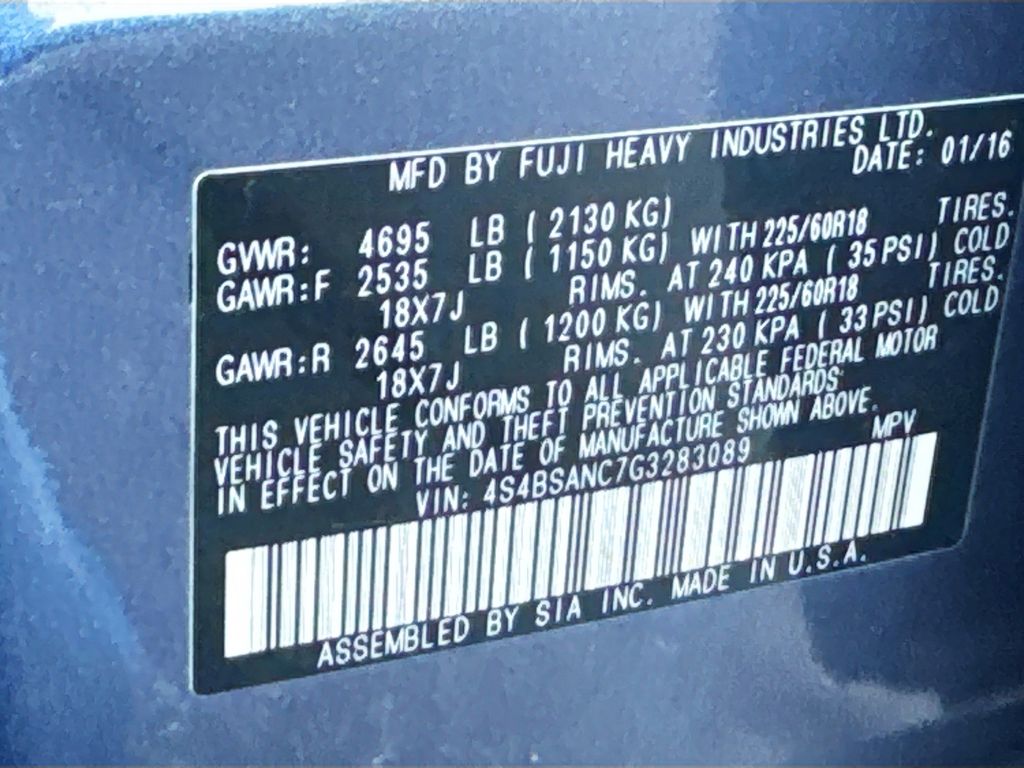 MFD BY FUJI HEAVY INDUSTRIES LTD.
DATE: 01/16
GVWR: 4695 LB ( 2130 KG)
GAWR:F 2535 LB ( 1150 KG) WITH 225/60R18 TIRES.
18X7J RIMS. AT 240 KPA ( 35 PSI) COLD
GAWR:R 2645 LB ( 1200 KG) WITH 225/60R18 TIRES.
18X7J RIMS. AT 230 KPA ( 33 PSI) COLD
THIS VEHICLE CONFORMS TO ALL APPLICABLE FEDERAL MOTOR
VEHICLE SAFETY AND THEFT PREVENTION STANDARDS
IN EFFECT ON THE DATE OF MANUFACTURE SHOWN ABOVE.
VIN: 4S4BSANC7G3283089 MPV
ASSEMBLED BY SIA INC. MADE IN U.S.A.